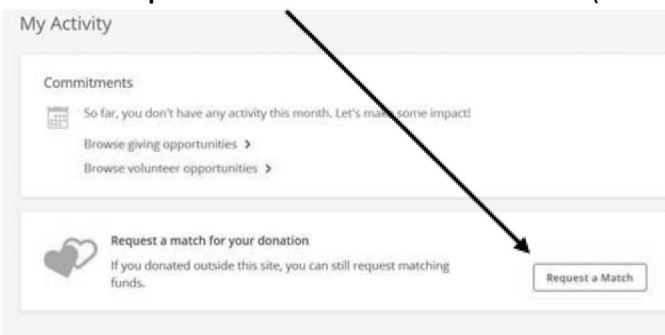 My Activity
Commitments
So far, you don't have any activity this month. Let's make some impact!
Browse giving opportunities >
Browse volunteer opportunities >
Request a match for your donation
If you donated outside this site, you can still request matching
funds.
Request a Match